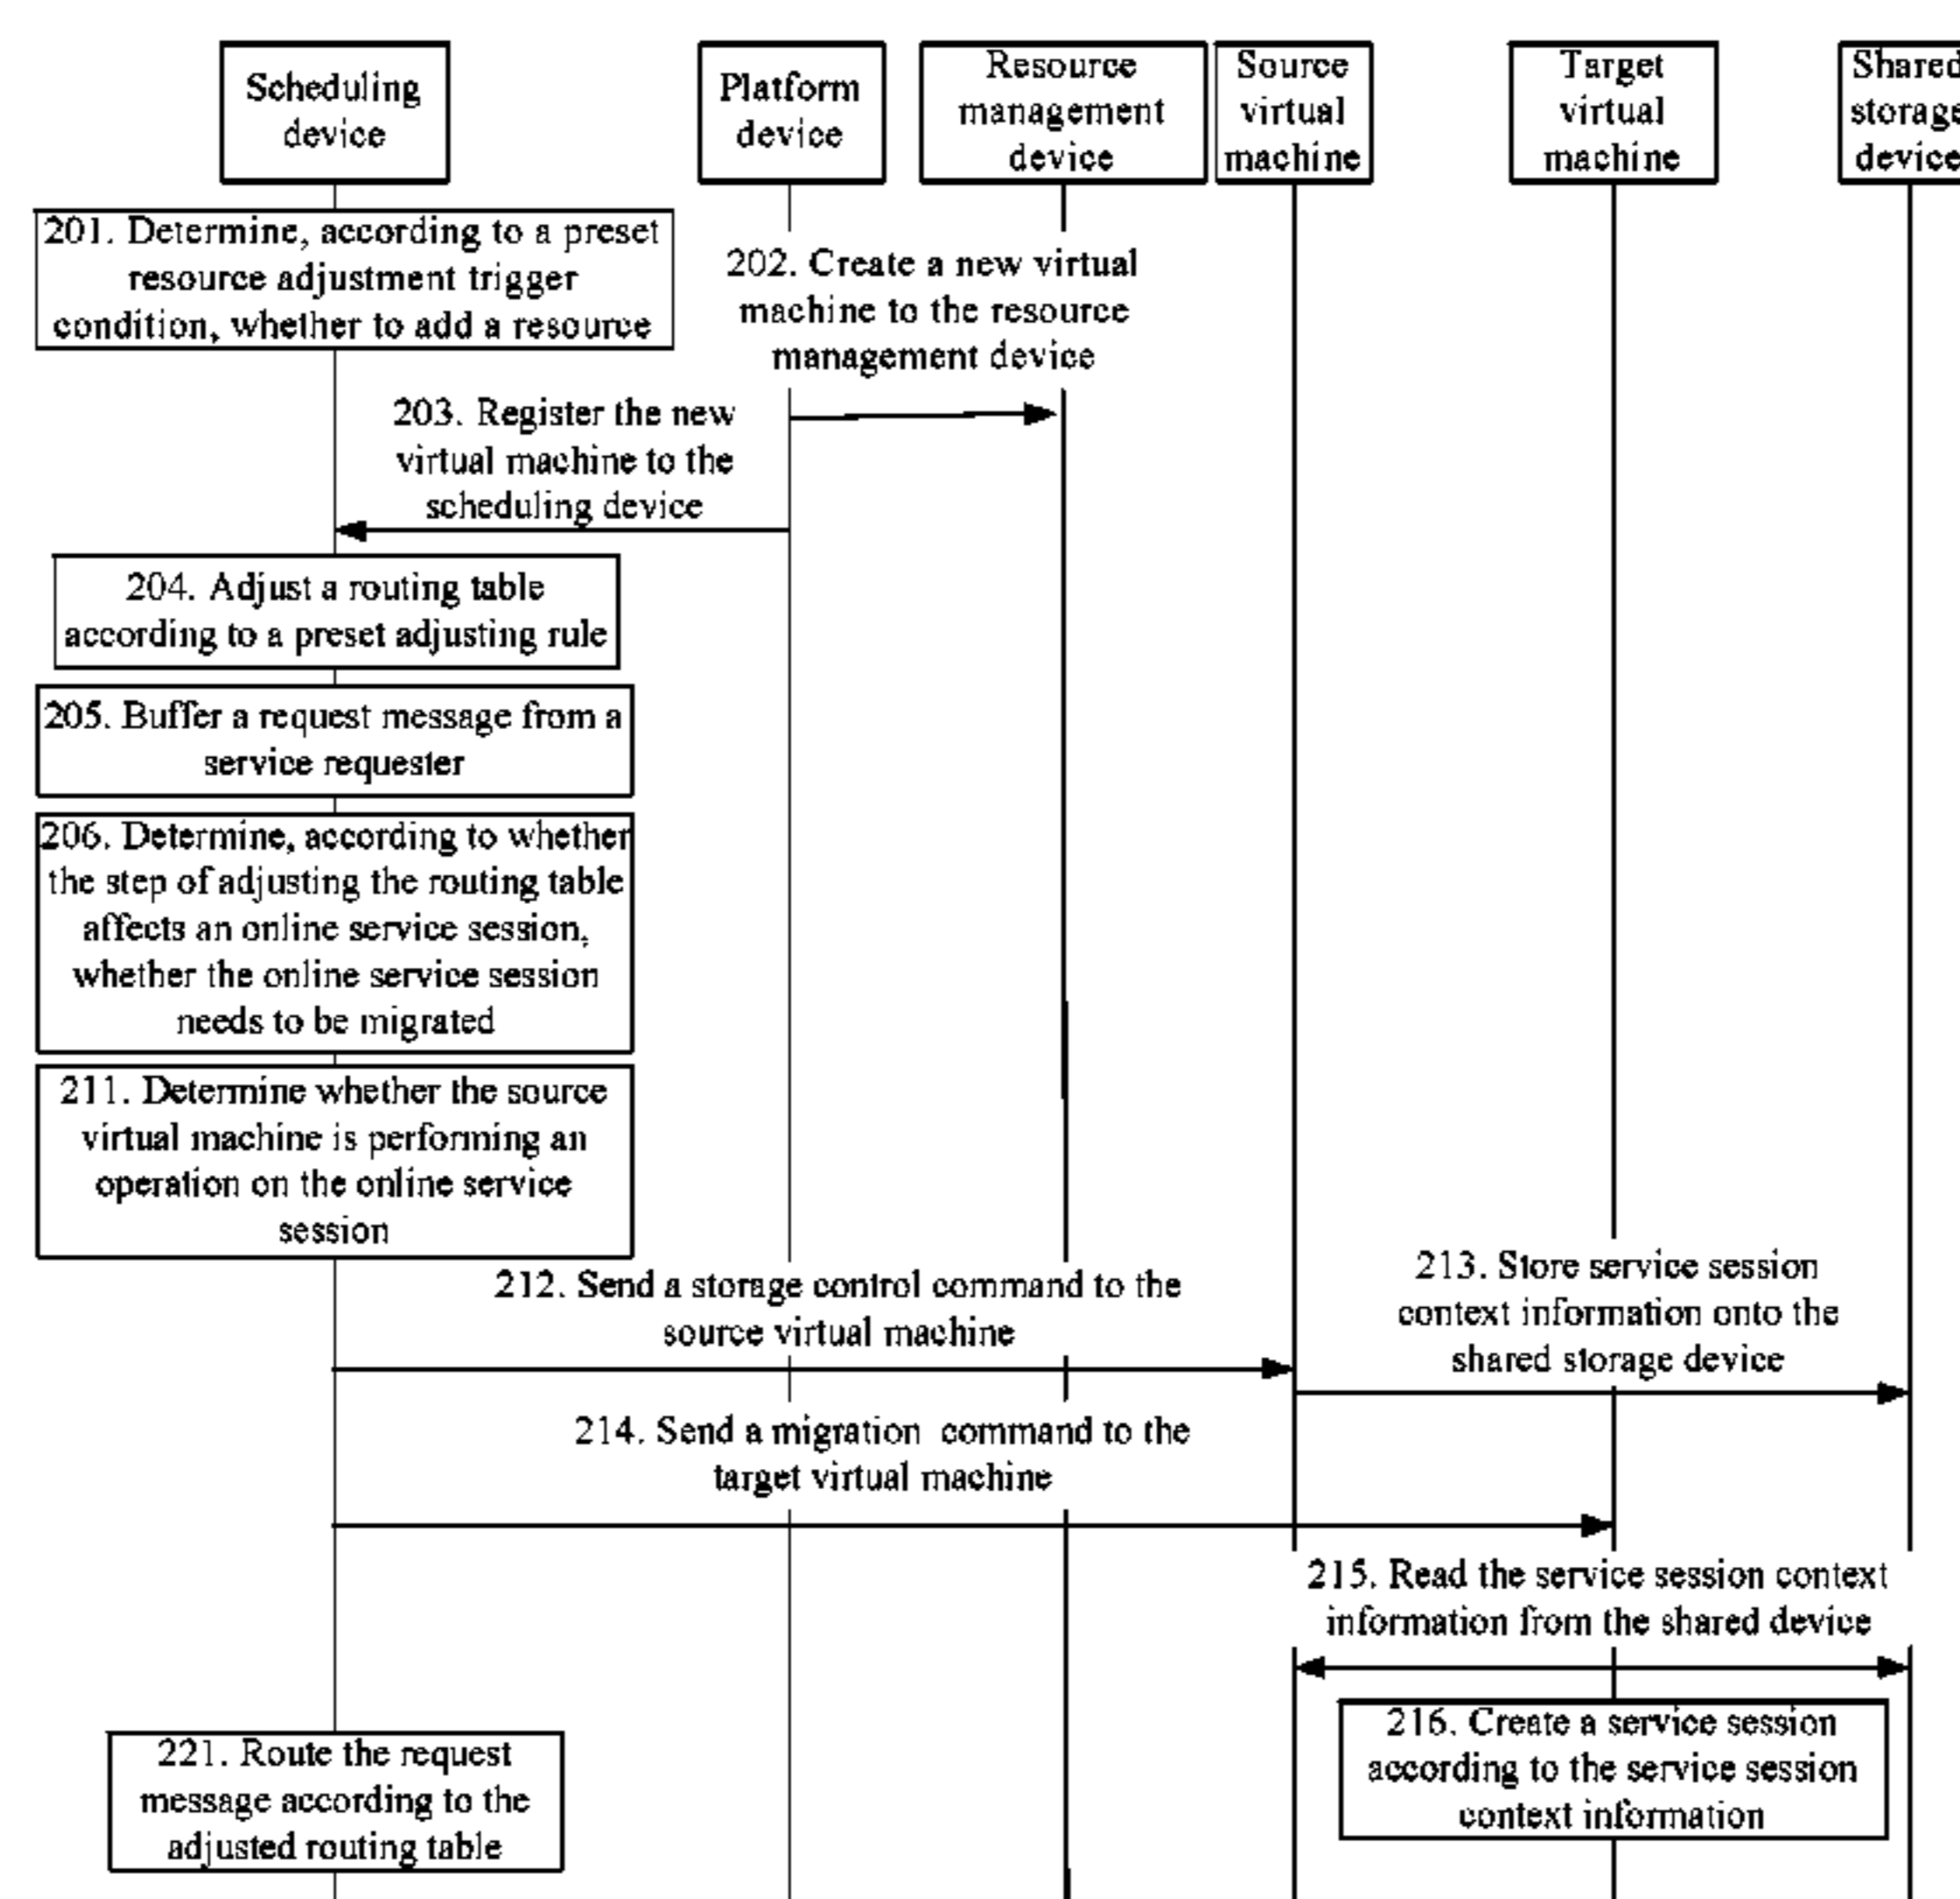 Scheduling
device
Platform
device
Resource
management
device
Source
virtual
machine
Target
virtual
machine
Shared
storage
device
201. Determine, according to a preset
resource adjustment trigger
condition, whether to add a resource
202. Create a new virtual
machine to the resource
management device
203. Register the new
virtual machine to the
scheduling device
204. Adjust a routing table
according to a preset adjusting rule
205. Buffer a request message from a
service requester
206. Determine, according to whether
the step of adjusting the routing table
affects an online service session,
whether the online service session
needs to be migrated
211. Determine whether the source
virtual machine is performing an
operation on the online service
session
212. Send a storage control command to the
source virtual machine
213. Store service session
context information onto the
shared storage device
214. Send a migration command to the
target virtual machine
215. Read the service session context
information from the shared device
216. Create a service session
according to the service session
context information
221. Route the request
message according to the
adjusted routing table